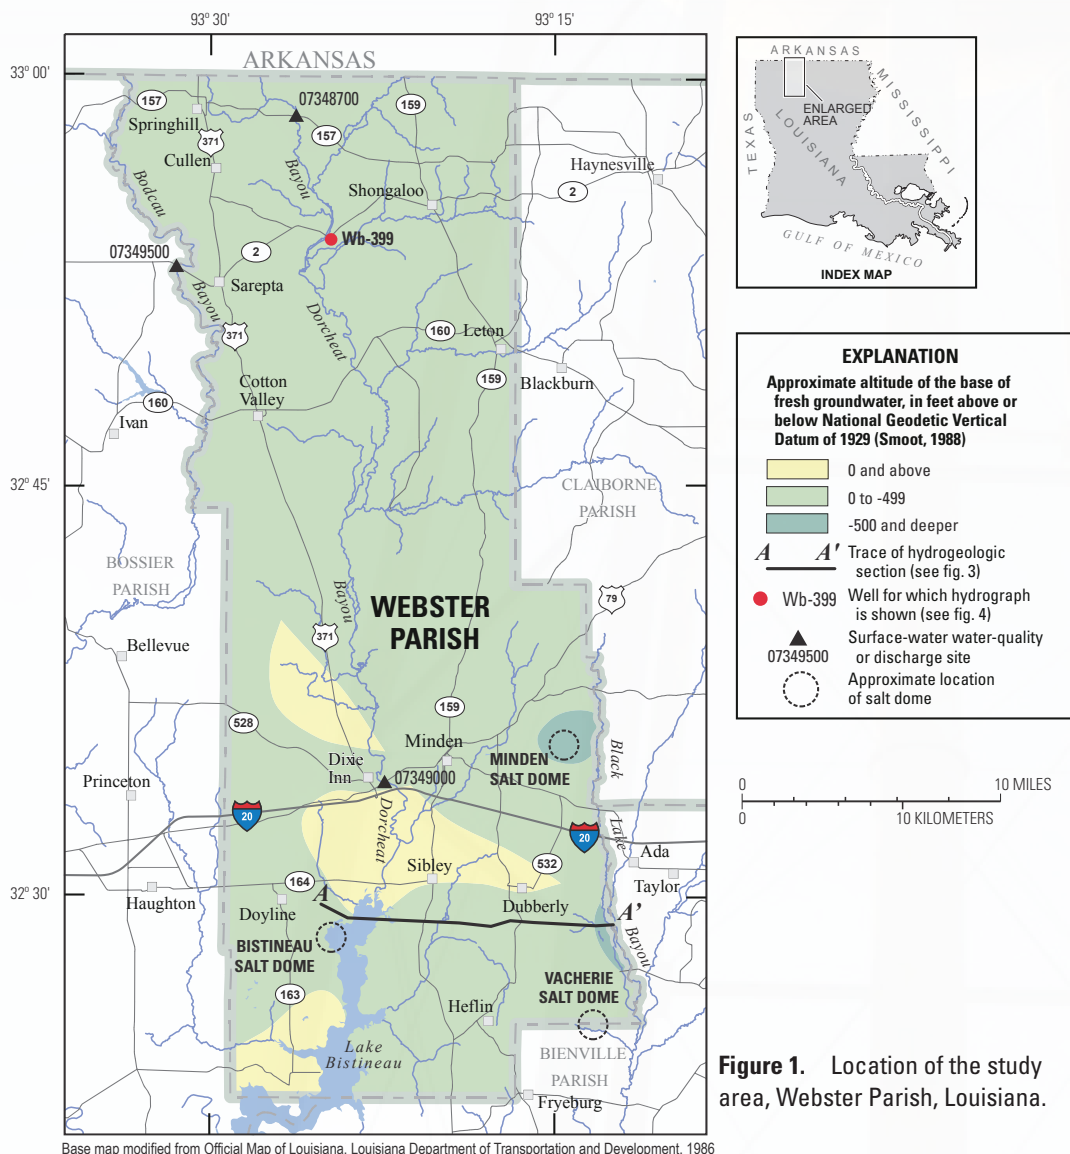 93° 30'
93° 15'
33° 00'
ARKANSAS
157
Springhill
371
Cullen
07348700
159
157
Bayou
Shongaloo
Haynesville
2
Bodcau
07349500
2
Wb-399
Sarepta
Bayou
371
Dorcheat
160
Leton
159
Blackburn
Cotton
Valley
160
Ivan
32° 45'
CLAIBORNE
PARISH
BOSSIER
PARISH
79
Bayou
WEBSTER
PARISH
371
Bellevue
528
159
Minden
MINDEN
SALT DOME
Black
Dixie
Inn
07349000
Princeton
20
Dorcheat
20
Lake
Ada
532
Sibley
Taylor
164
32° 30'
Haughton
Doyline
A
Dubberly
A'
Bayou
BISTINEAU
SALT DOME
VACHERIE
SALT DOME
163
Heflin
Lake
Bistineau
BIENVILLE
PARISH
Fryeburg
Base map modified from Official Map of Louisiana, Louisiana Department of Transportation and Development, 1986
ARKANSAS
MISSISSIPPI
ENLARGED
AREA
TEXAS
LOUISIANA
GULF OF MEXICO
INDEX MAP
EXPLANATION
Approximate altitude of the base of
fresh groundwater, in feet above or
below National Geodetic Vertical
Datum of 1929 (Smoot, 1988)
0 and above
0 to -499
-500 and deeper
A A' Trace of hydrogeologic
section (see fig. 3)
Wb-399 Well for which hydrograph
is shown (see fig. 4)
Surface-water water-quality
07349500 or discharge site
Approximate location
of salt dome
0 10 MILES
0 10 KILOMETERS
Figure 1. Location of the study
area, Webster Parish, Louisiana.